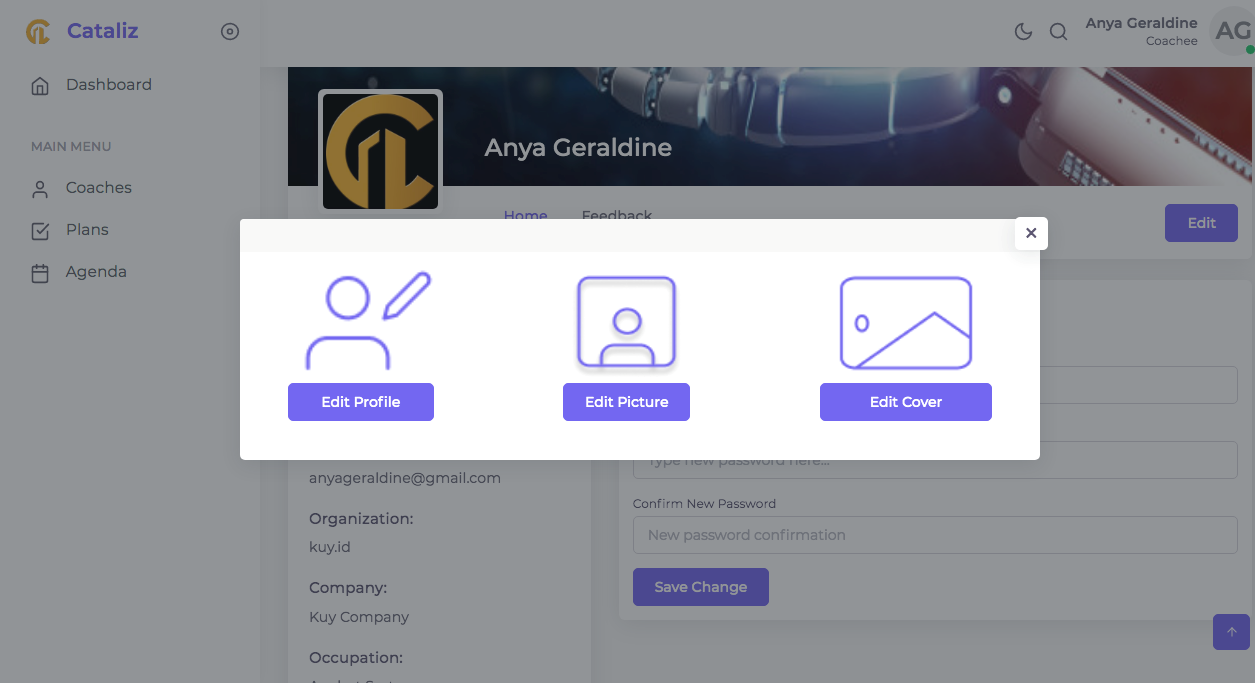 Cataliz
Anya Geraldine
Coachee
AG
Dashboard
MAIN MENU
Coaches
Plans
Agenda
Anya Geraldine
Home
Feedback
Edit
Edit Profile
Edit Picture
Edit Cover
Type new password here...
anyageraldine@gmail.com
Confirm New Password
Organization:
New password confirmation
kuy.id
Company:
Save Change
Kuy Company
Occupation: